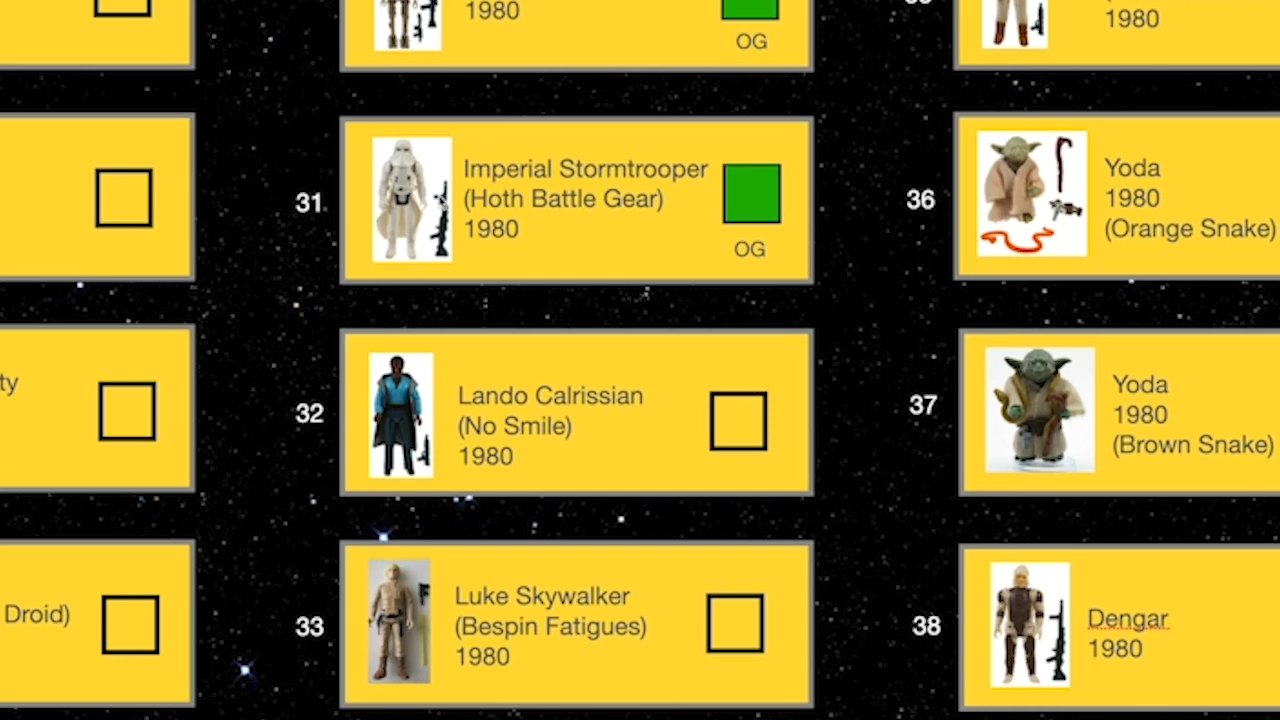 1980
OG
1980
31
Imperial Stormtrooper
(Hoth Battle Gear)
1980
OG
36
Yoda
1980
(Orange Snake)
ty
32
Lando Calrissian
(No Smile)
1980
37
Yoda
1980
(Brown Snake)
Droid)
33
Luke Skywalker
(Bespin Fatigues)
1980
38
Dengar
1980